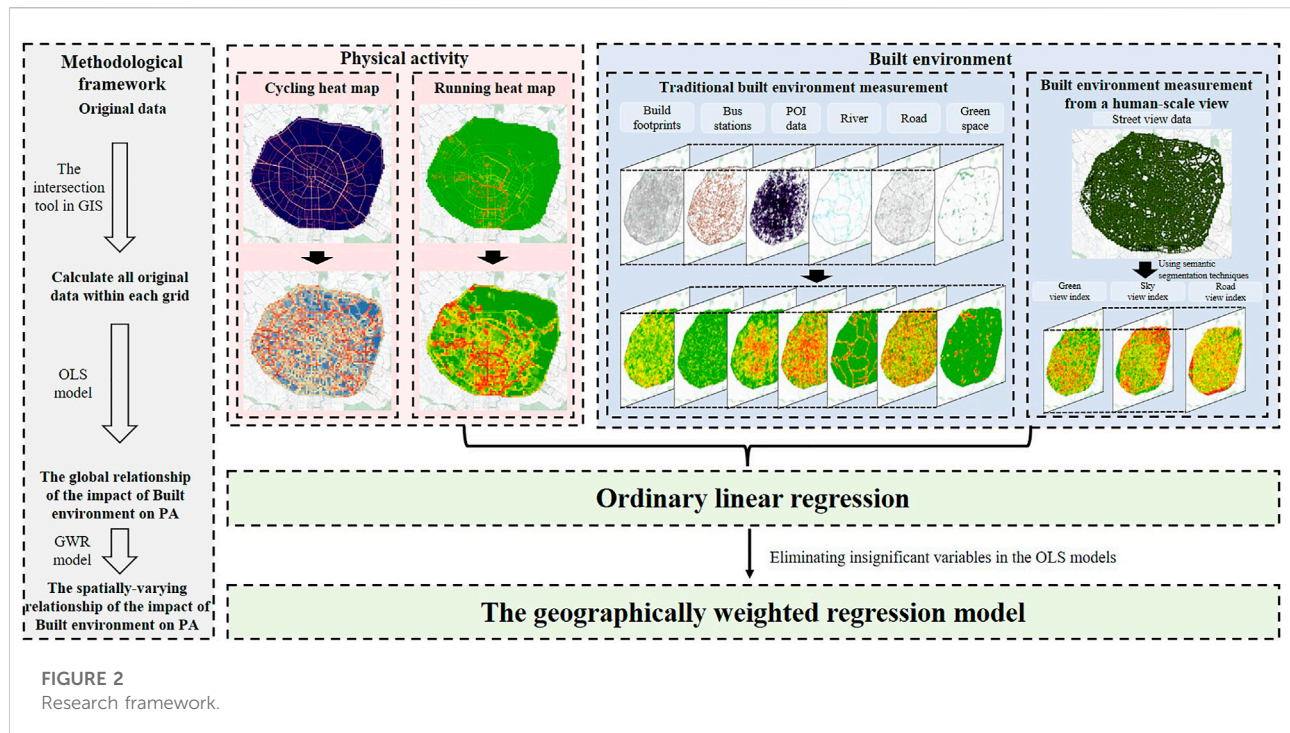 Methodological
framework
Original data
The
intersection
tool in GIS
Calculate all original
data within each grid
OLS
model
The global relationship
of the impact of Built
environment on PA
GWR
model
The spatially-varying
relationship of the impact of
Built environment on PA
Physical activity
Cycling heat map
Running heat map
Built environment
Traditional built environment measurement
Build
footprints
Bus
stations
POI
data
River
Road
Green
space
Built environment measurement
from a human-scale view
Street view data
Using semantic
segmentation techniques
Green
view index
Sky
view index
Road
view index
Ordinary linear regression
Eliminating insignificant variables in the OLS models
The geographically weighted regression model
FIGURE 2
Research framework.